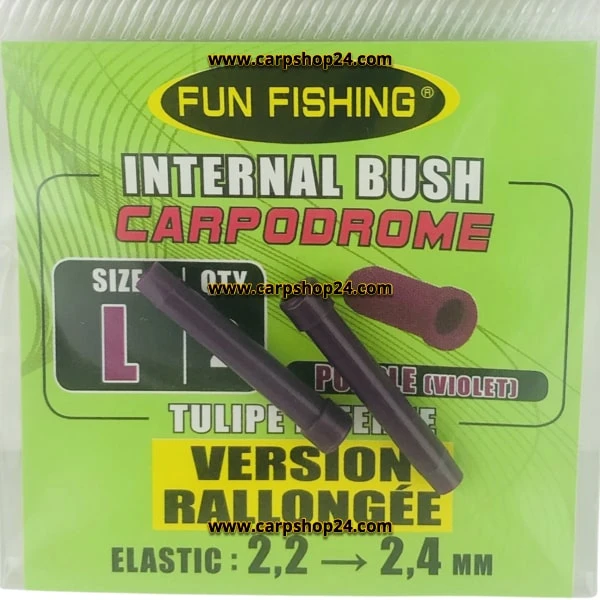 www.carpshop24.com
FUN FISHING®
INTERNAL BUSH
CARPODROME
SIZE QTY
www.carpshop24.com
L
(VIOLET)
TULIPE
VERSION
RALLONGÉE
www.carpshop24.com
ELASTIC : 2,2 → 2,4 MM